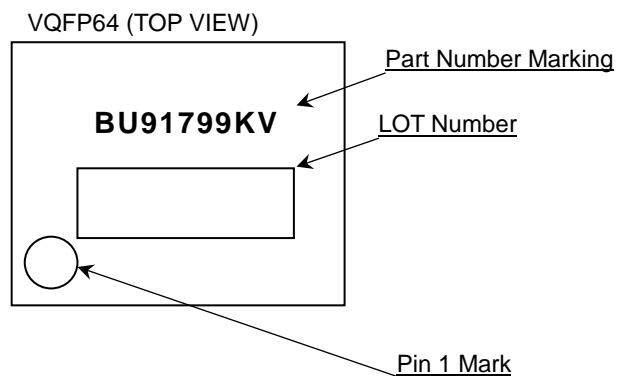 VQFP64 (TOP VIEW)
Part Number Marking
BU91799KV
LOT Number
Pin 1 Mark